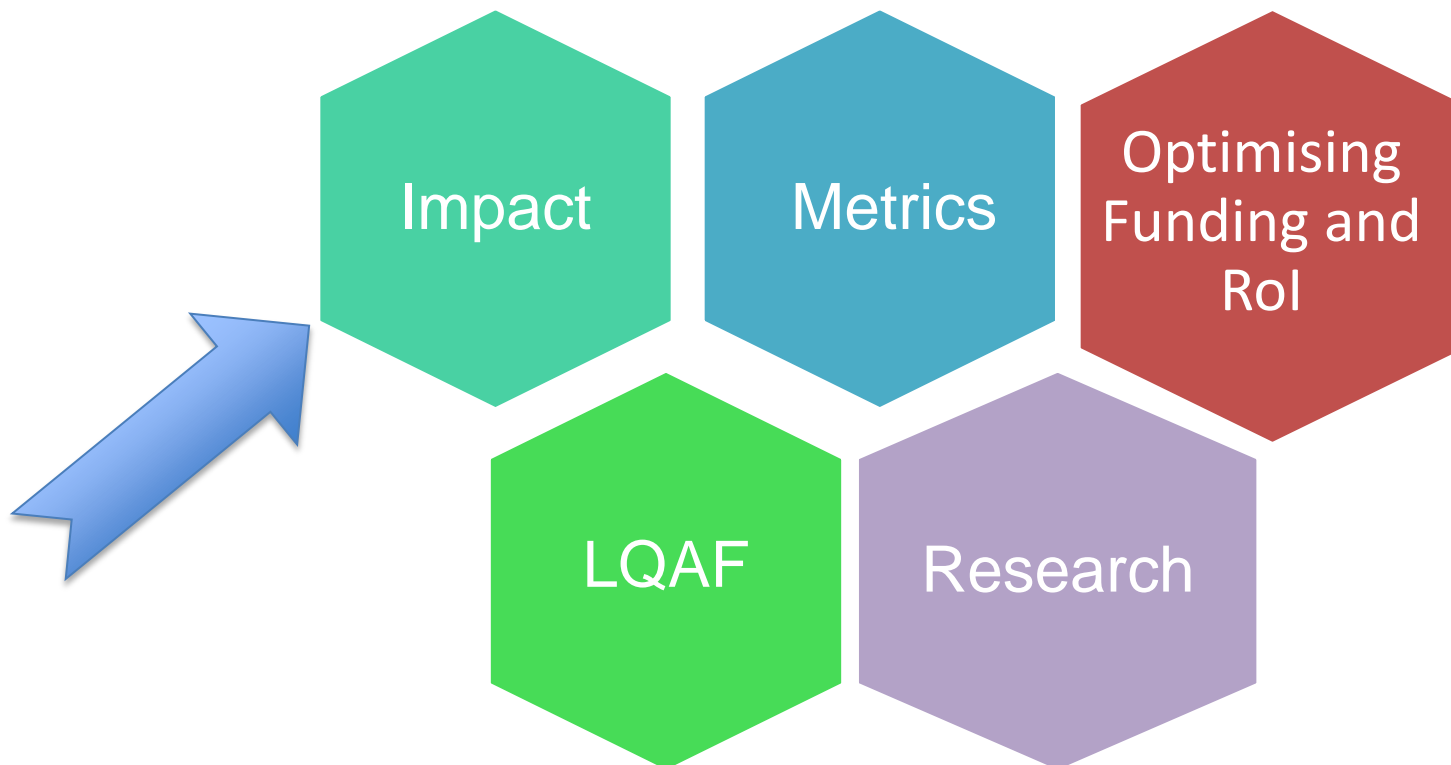 Impact
Metrics
Optimising
Funding and
RoI
LQAF
Research